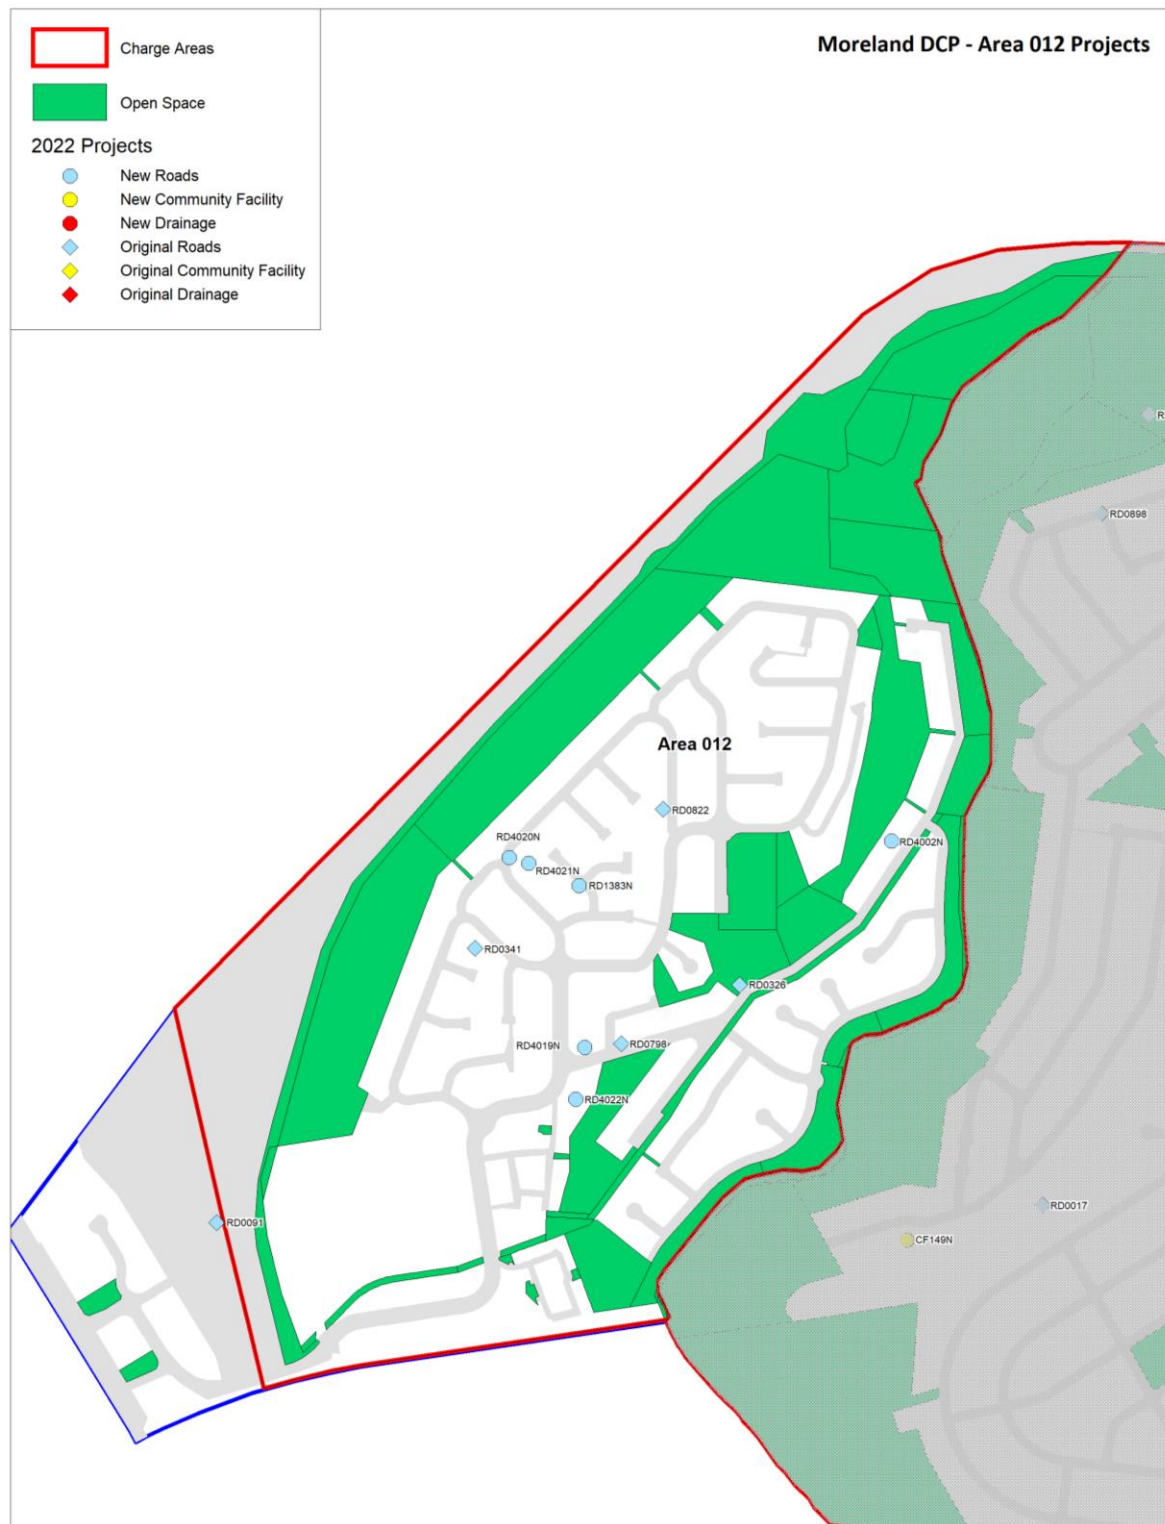 Moreland DCP - Area 012 Projects
Charge Areas
Open Space
2022 Projects
New Roads
New Community Facility
New Drainage
Original Roads
Original Community Facility
Original Drainage
RD0898
Area 012
RD0822
RD4020N
RD4021N
RD4002N
RD1383N
RD0341
RD0326
RD4019N
RD0798
RD4022N
RD0091
RD0017
CF149N